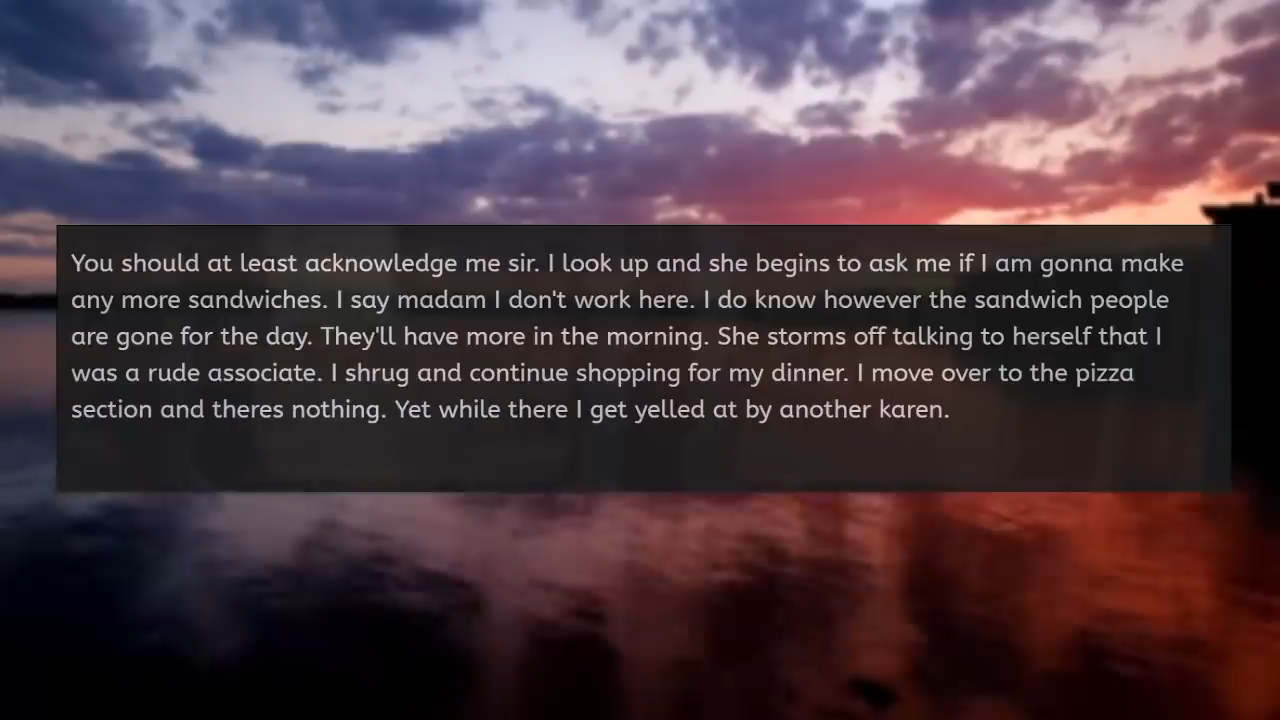 You should at least acknowledge me sir. I look up and she begins to ask me if I am gonna make
any more sandwiches. I say madam I don't work here. I do know however the sandwich people
are gone for the day. They'll have more in the morning. She storms off talking to herself that I
was a rude associate. I shrug and continue shopping for my dinner. I move over to the pizza
section and theres nothing. Yet while there I get yelled at by another karen.